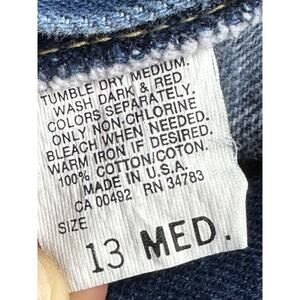 TUMBLE DRY MEDIUM.
WASH DARK & RED
COLORS SEPARATELY.
ONLY NON-CHLORINE
BLEACH WHEN NEEDED.
WARM IRON IF DESIRED.
100% COTTON/COTON.
MADE IN U.S.A.
CA 00492 RN 34783
SIZE
13 MED.